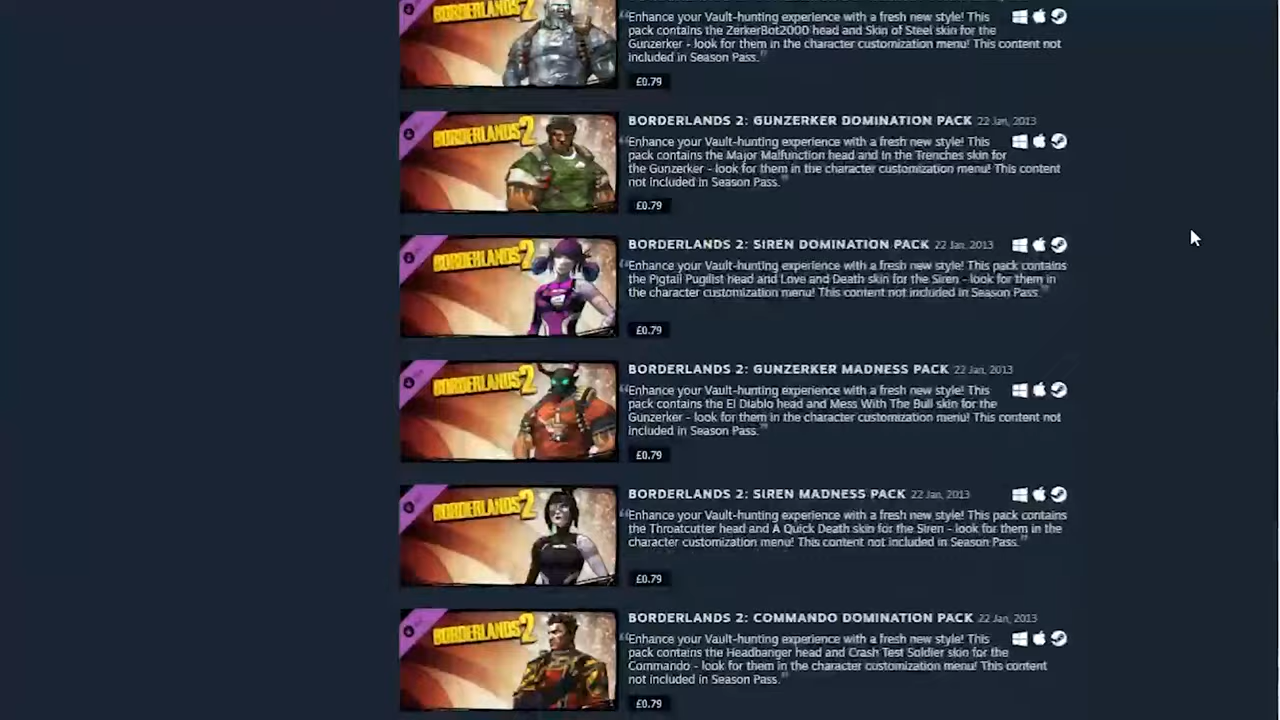 BORDERLANDS 2
“Enhance your Vault-hunting experience with a fresh new style! This
pack contains the ZerkerBot2000 head and Skin of Steel skin for the
Gunzerker - look for them in the character customization menu! This content not
included in Season Pass.”
£0.79
BORDERLANDS 2
BORDERLANDS 2: GUNZERKER DOMINATION PACK 22 Jan, 2013
“Enhance your Vault-hunting experience with a fresh new style! This
pack contains the Major Malfunction head and In the Trenches skin for
the Gunzerker - look for them in the character customization menu! This content
not included in Season Pass.”
£0.79
BORDERLANDS 2
BORDERLANDS 2: SIREN DOMINATION PACK 22 Jan, 2013
“Enhance your Vault-hunting experience with a fresh new style! This pack contains
the Pigtail Pugilist head and Love and Death skin for the Siren - look for them in
the character customization menu! This content not included in Season Pass.”
£0.79
BORDERLANDS 2
BORDERLANDS 2: GUNZERKER MADNESS PACK 22 Jan, 2013
“Enhance your Vault-hunting experience with a fresh new style! This
pack contains the El Diablo head and Mess With The Bull skin for the
Gunzerker - look for them in the character customization menu! This content not
included in Season Pass.”
£0.79
BORDERLANDS 2
BORDERLANDS 2: SIREN MADNESS PACK 22 Jan, 2013
“Enhance your Vault-hunting experience with a fresh new style! This pack contains
the Throatcutter head and A Quick Death skin for the Siren - look for them in the
character customization menu! This content not included in Season Pass.”
£0.79
BORDERLANDS 2
BORDERLANDS 2: COMMANDO DOMINATION PACK 22 Jan, 2013
“Enhance your Vault-hunting experience with a fresh new style! This
pack contains the Headbanger head and Crash Test Soldier skin for the
Commando - look for them in the character customization menu! This content
not included in Season Pass.”
£0.79